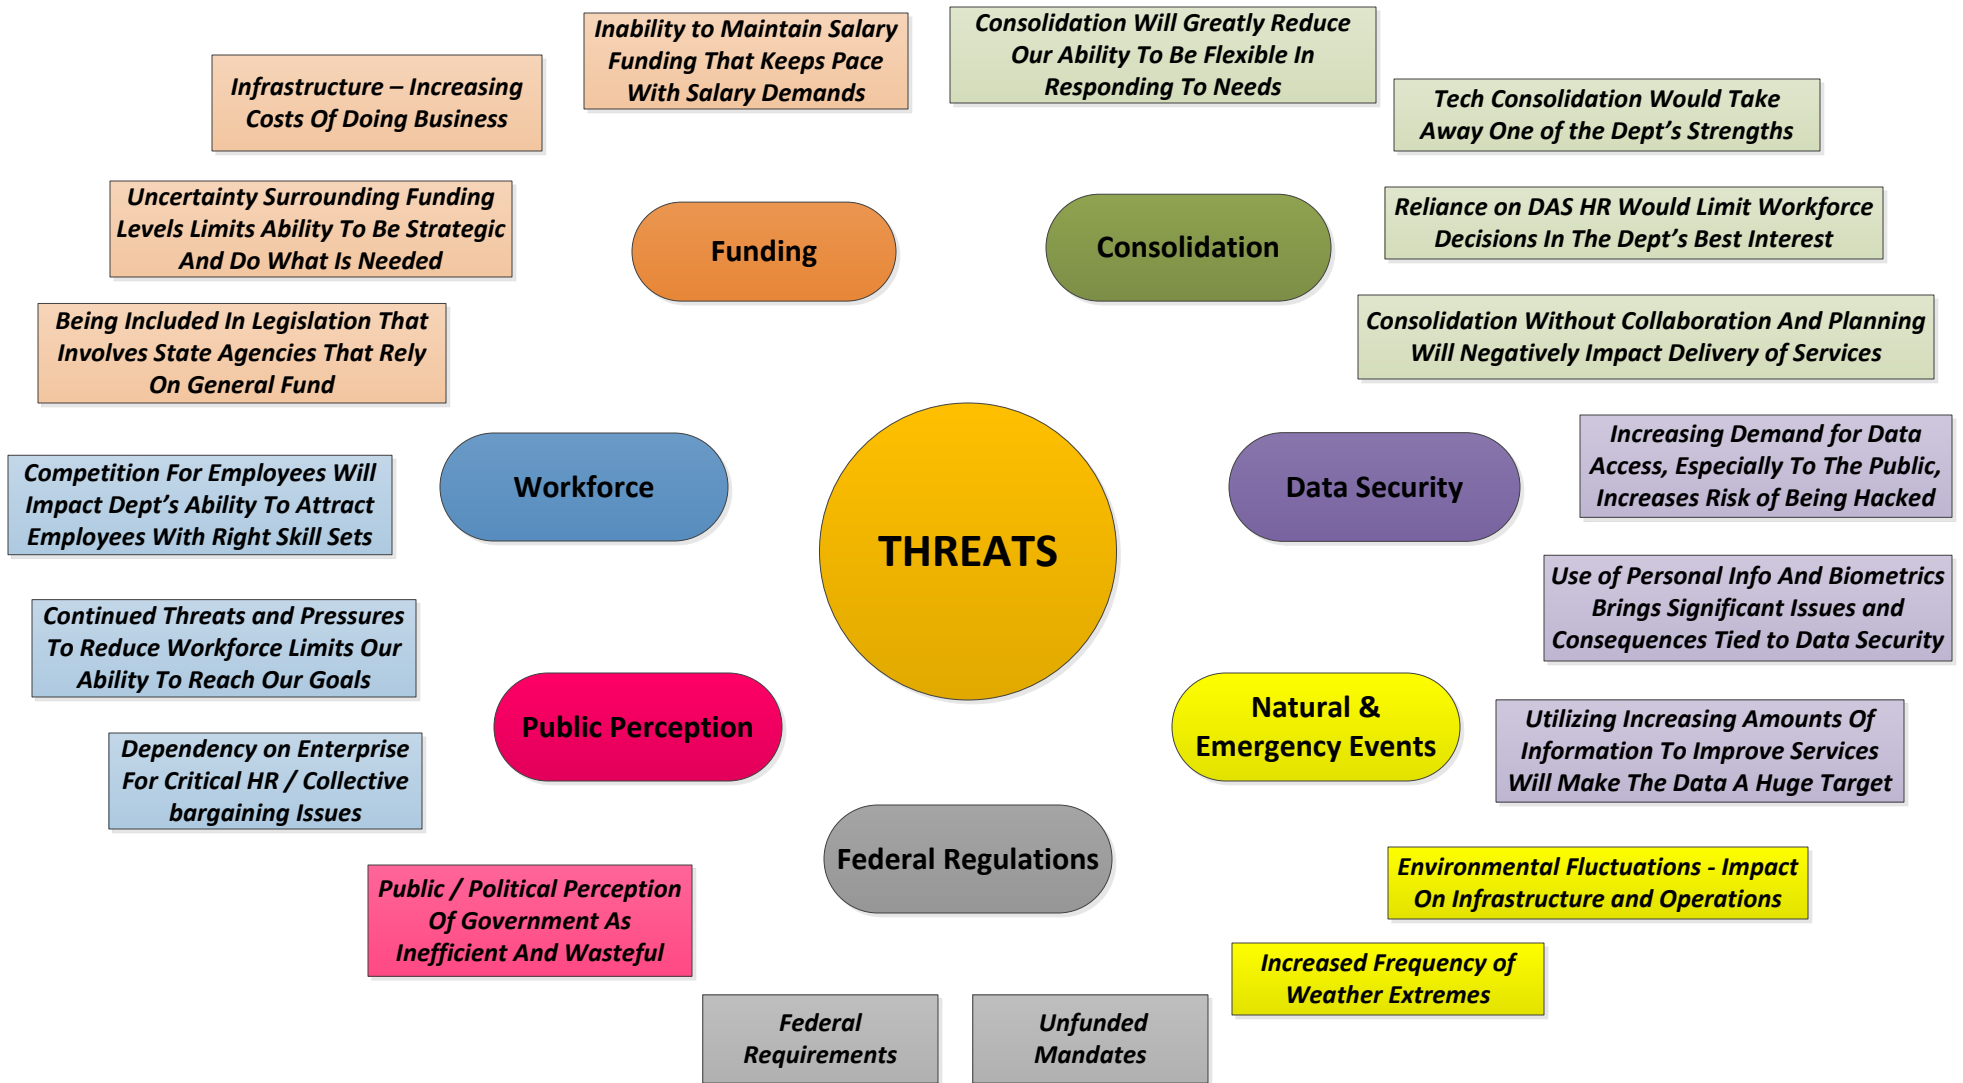 Inability to Maintain Salary
Funding That Keeps Pace
With Salary Demands
Consolidation Will Greatly Reduce
Our Ability To Be Flexible In
Responding To Needs
Infrastructure – Increasing
Costs Of Doing Business
Tech Consolidation Would Take
Away One of the Dept's Strengths
Uncertainty Surrounding Funding
Levels Limits Ability To Be Strategic
And Do What Is Needed
Funding
Consolidation
Reliance on DAS HR Would Limit Workforce
Decisions In The Dept's Best Interest
Being Included In Legislation That
Involves State Agencies That Rely
On General Fund
Consolidation Without Collaboration And Planning
Will Negatively Impact Delivery of Services
Competition For Employees Will
Impact Dept's Ability To Attract
Employees With Right Skill Sets
Workforce
THREATS
Data Security
Increasing Demand for Data
Access, Especially To The Public,
Increases Risk of Being Hacked
Continued Threats and Pressures
To Reduce Workforce Limits Our
Ability To Reach Our Goals
Use of Personal Info And Biometrics
Brings Significant Issues and
Consequences Tied to Data Security
Public Perception
Natural &
Emergency Events
Dependency on Enterprise
For Critical HR / Collective
bargaining Issues
Utilizing Increasing Amounts Of
Information To Improve Services
Will Make The Data A Huge Target
Federal Regulations
Public / Political Perception
Of Government As
Inefficient And Wasteful
Environmental Fluctuations - Impact
On Infrastructure and Operations
Increased Frequency of
Weather Extremes
Federal
Requirements
Unfunded
Mandates